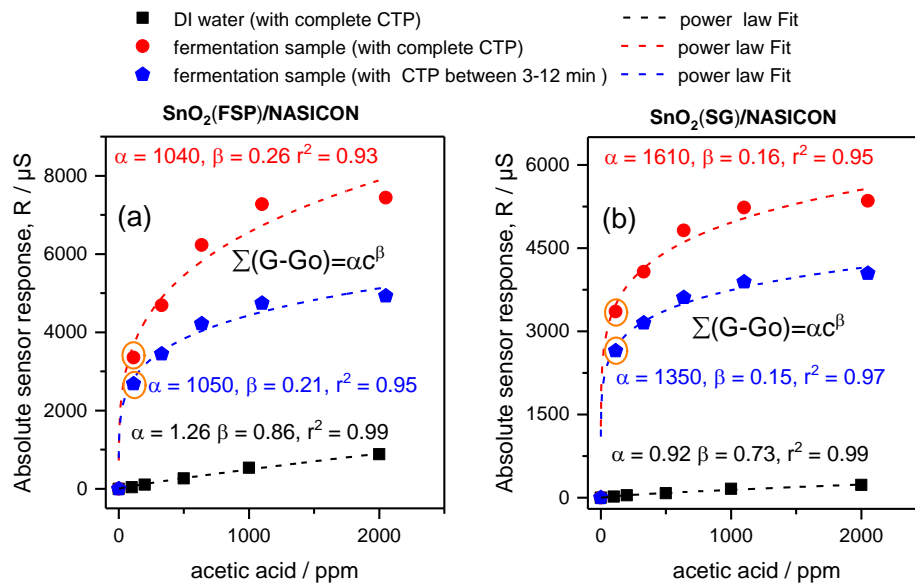 DI water (with complete CTP)
power law Fit
fermentation sample (with complete CTP)
power law Fit
fermentation sample (with CTP between 3-12 min )
power law Fit
SnO₂(FSP)/NASICON
α = 1040, β = 0.26 r² = 0.93
(a)
∑(G-Go)=αcᵝ
α = 1050, β = 0.21, r² = 0.95
α = 1.26 β = 0.86, r² = 0.99
Absolute sensor response, R / μS
8000
6000
4000
2000
0
0 1000 2000
acetic acid / ppm
SnO₂(SG)/NASICON
α = 1610, β = 0.16, r² = 0.95
(b)
∑(G-Go)=αcᵝ
α = 1350, β = 0.15, r² = 0.97
α = 0.92 β = 0.73, r² = 0.99
Absolute sensor response, R / μS
6000
4500
3000
1500
0
0 1000 2000
acetic acid / ppm